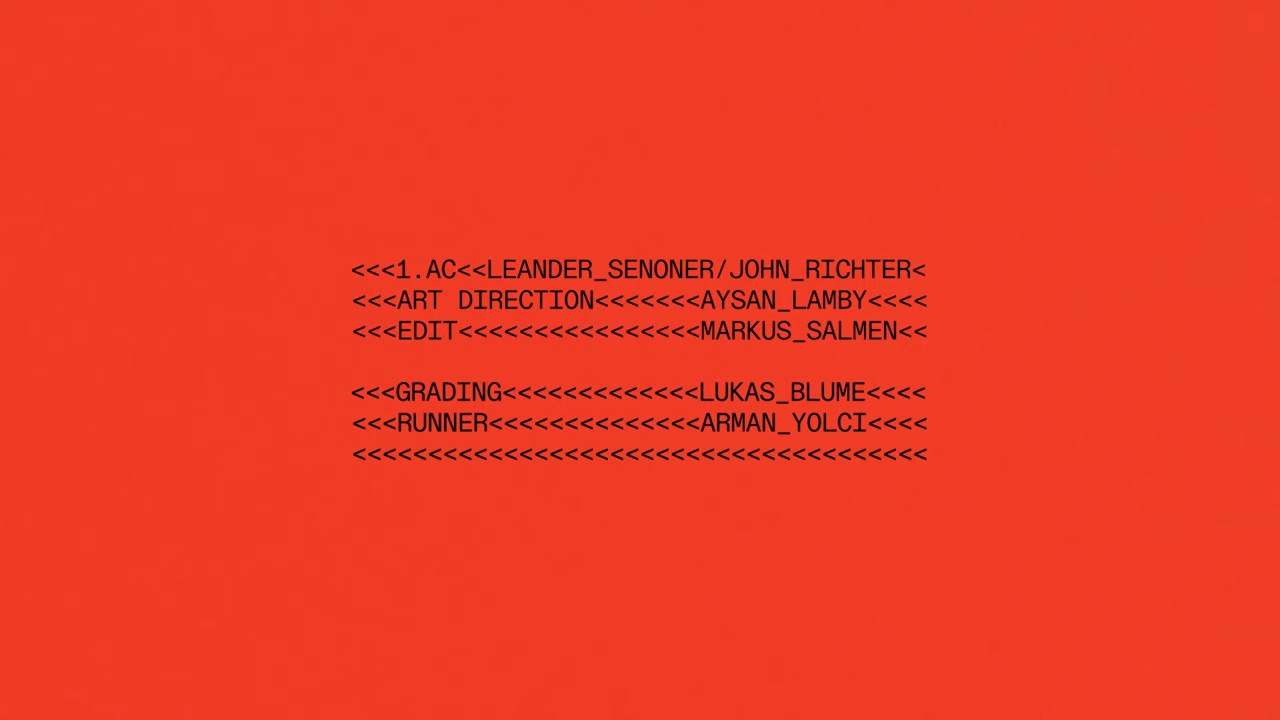 <<<1.AC<<LEANDER_SENONER/JOHN_RICHTER<
<<<ART DIRECTION<<<<<<<AYSAN_LAMBY<<<<
<<<EDIT<<<<<<<<<<<<<<<<MARKUS_SALMEN<<
<<<GRADING<<<<<<<<<<<<<LUKAS_BLUME<<<<
<<<RUNNER<<<<<<<<<<<<<<ARMAN_YOLCI<<<<
<<<<<<<<<<<<<<<<<<<<<<<<<<<<<<<<<<<<<<